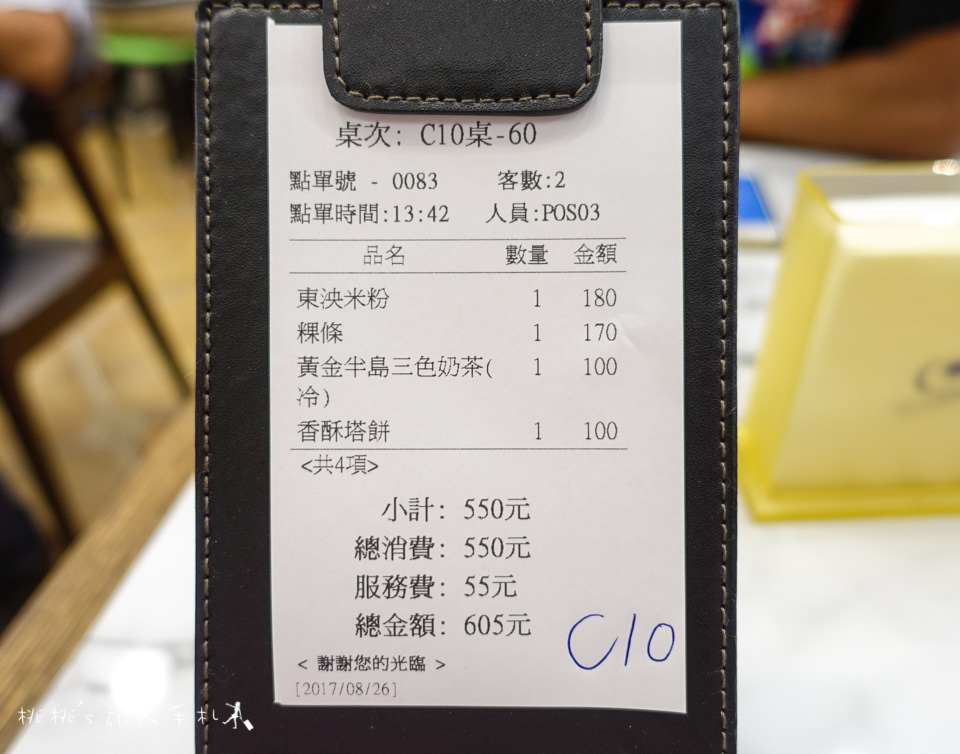 桌次: C10桌-60
點單號 - 0083 客數:2
點單時間:13:42 人員:POS03
品名 數量 金額
東泱米粉 1 180
粿條 1 170
黃金半島三色奶茶( 1 100
冷)
香酥塔餅 1 100
<共4項>
小計: 550元
總消費: 550元
服務費: 55元
總金額: 605元
C10
< 謝謝您的光臨 >
[2017/08/26]
桃桃's旅人手札